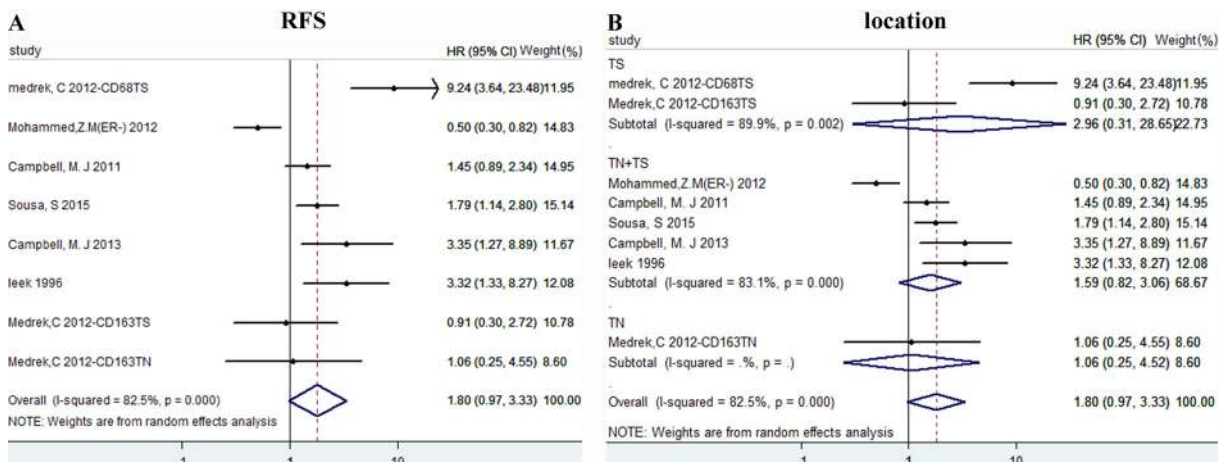 A
RFS
study
HR (95% CI) Weight(%)
medrek, C 2012-CD68TS 9.24 (3.64, 23.48)11.95
Mohammed,Z.M(ER-) 2012 0.50 (0.30, 0.82) 14.83
Campbell, M. J 2011 1.45 (0.89, 2.34) 14.95
Sousa, S 2015 1.79 (1.14, 2.80) 15.14
Campbell, M. J 2013 3.35 (1.27, 8.89) 11.67
leek 1996 3.32 (1.33, 8.27) 12.08
Medrek,C 2012-CD163TS 0.91 (0.30, 2.72) 10.78
Medrek,C 2012-CD163TN 1.06 (0.25, 4.55) 8.60
Overall (I-squared = 82.5%, p = 0.000) 1.80 (0.97, 3.33) 100.00
NOTE: Weights are from random effects analysis
.1 1 10
B
location
study
HR (95% CI) Weight(%)
TS
medrek, C 2012-CD68TS 9.24 (3.64, 23.48)11.95
Medrek,C 2012-CD163TS 0.91 (0.30, 2.72) 10.78
Subtotal (I-squared = 89.9%, p = 0.002) 2.96 (0.31, 28.65)22.73
.
TN+TS
Mohammed,Z.M(ER-) 2012 0.50 (0.30, 0.82) 14.83
Campbell, M. J 2011 1.45 (0.89, 2.34) 14.95
Sousa, S 2015 1.79 (1.14, 2.80) 15.14
Campbell, M. J 2013 3.35 (1.27, 8.89) 11.67
leek 1996 3.32 (1.33, 8.27) 12.08
Subtotal (I-squared = 83.1%, p = 0.000) 1.59 (0.82, 3.06) 68.67
.
TN
Medrek,C 2012-CD163TN 1.06 (0.25, 4.55) 8.60
Subtotal (I-squared = .%, p = .) 1.06 (0.25, 4.52) 8.60
.
Overall (I-squared = 82.5%, p = 0.000) 1.80 (0.97, 3.33) 100.00
NOTE: Weights are from random effects analysis
.1 1 10